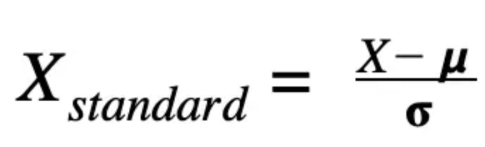 X_standard = (X − μ) / σ